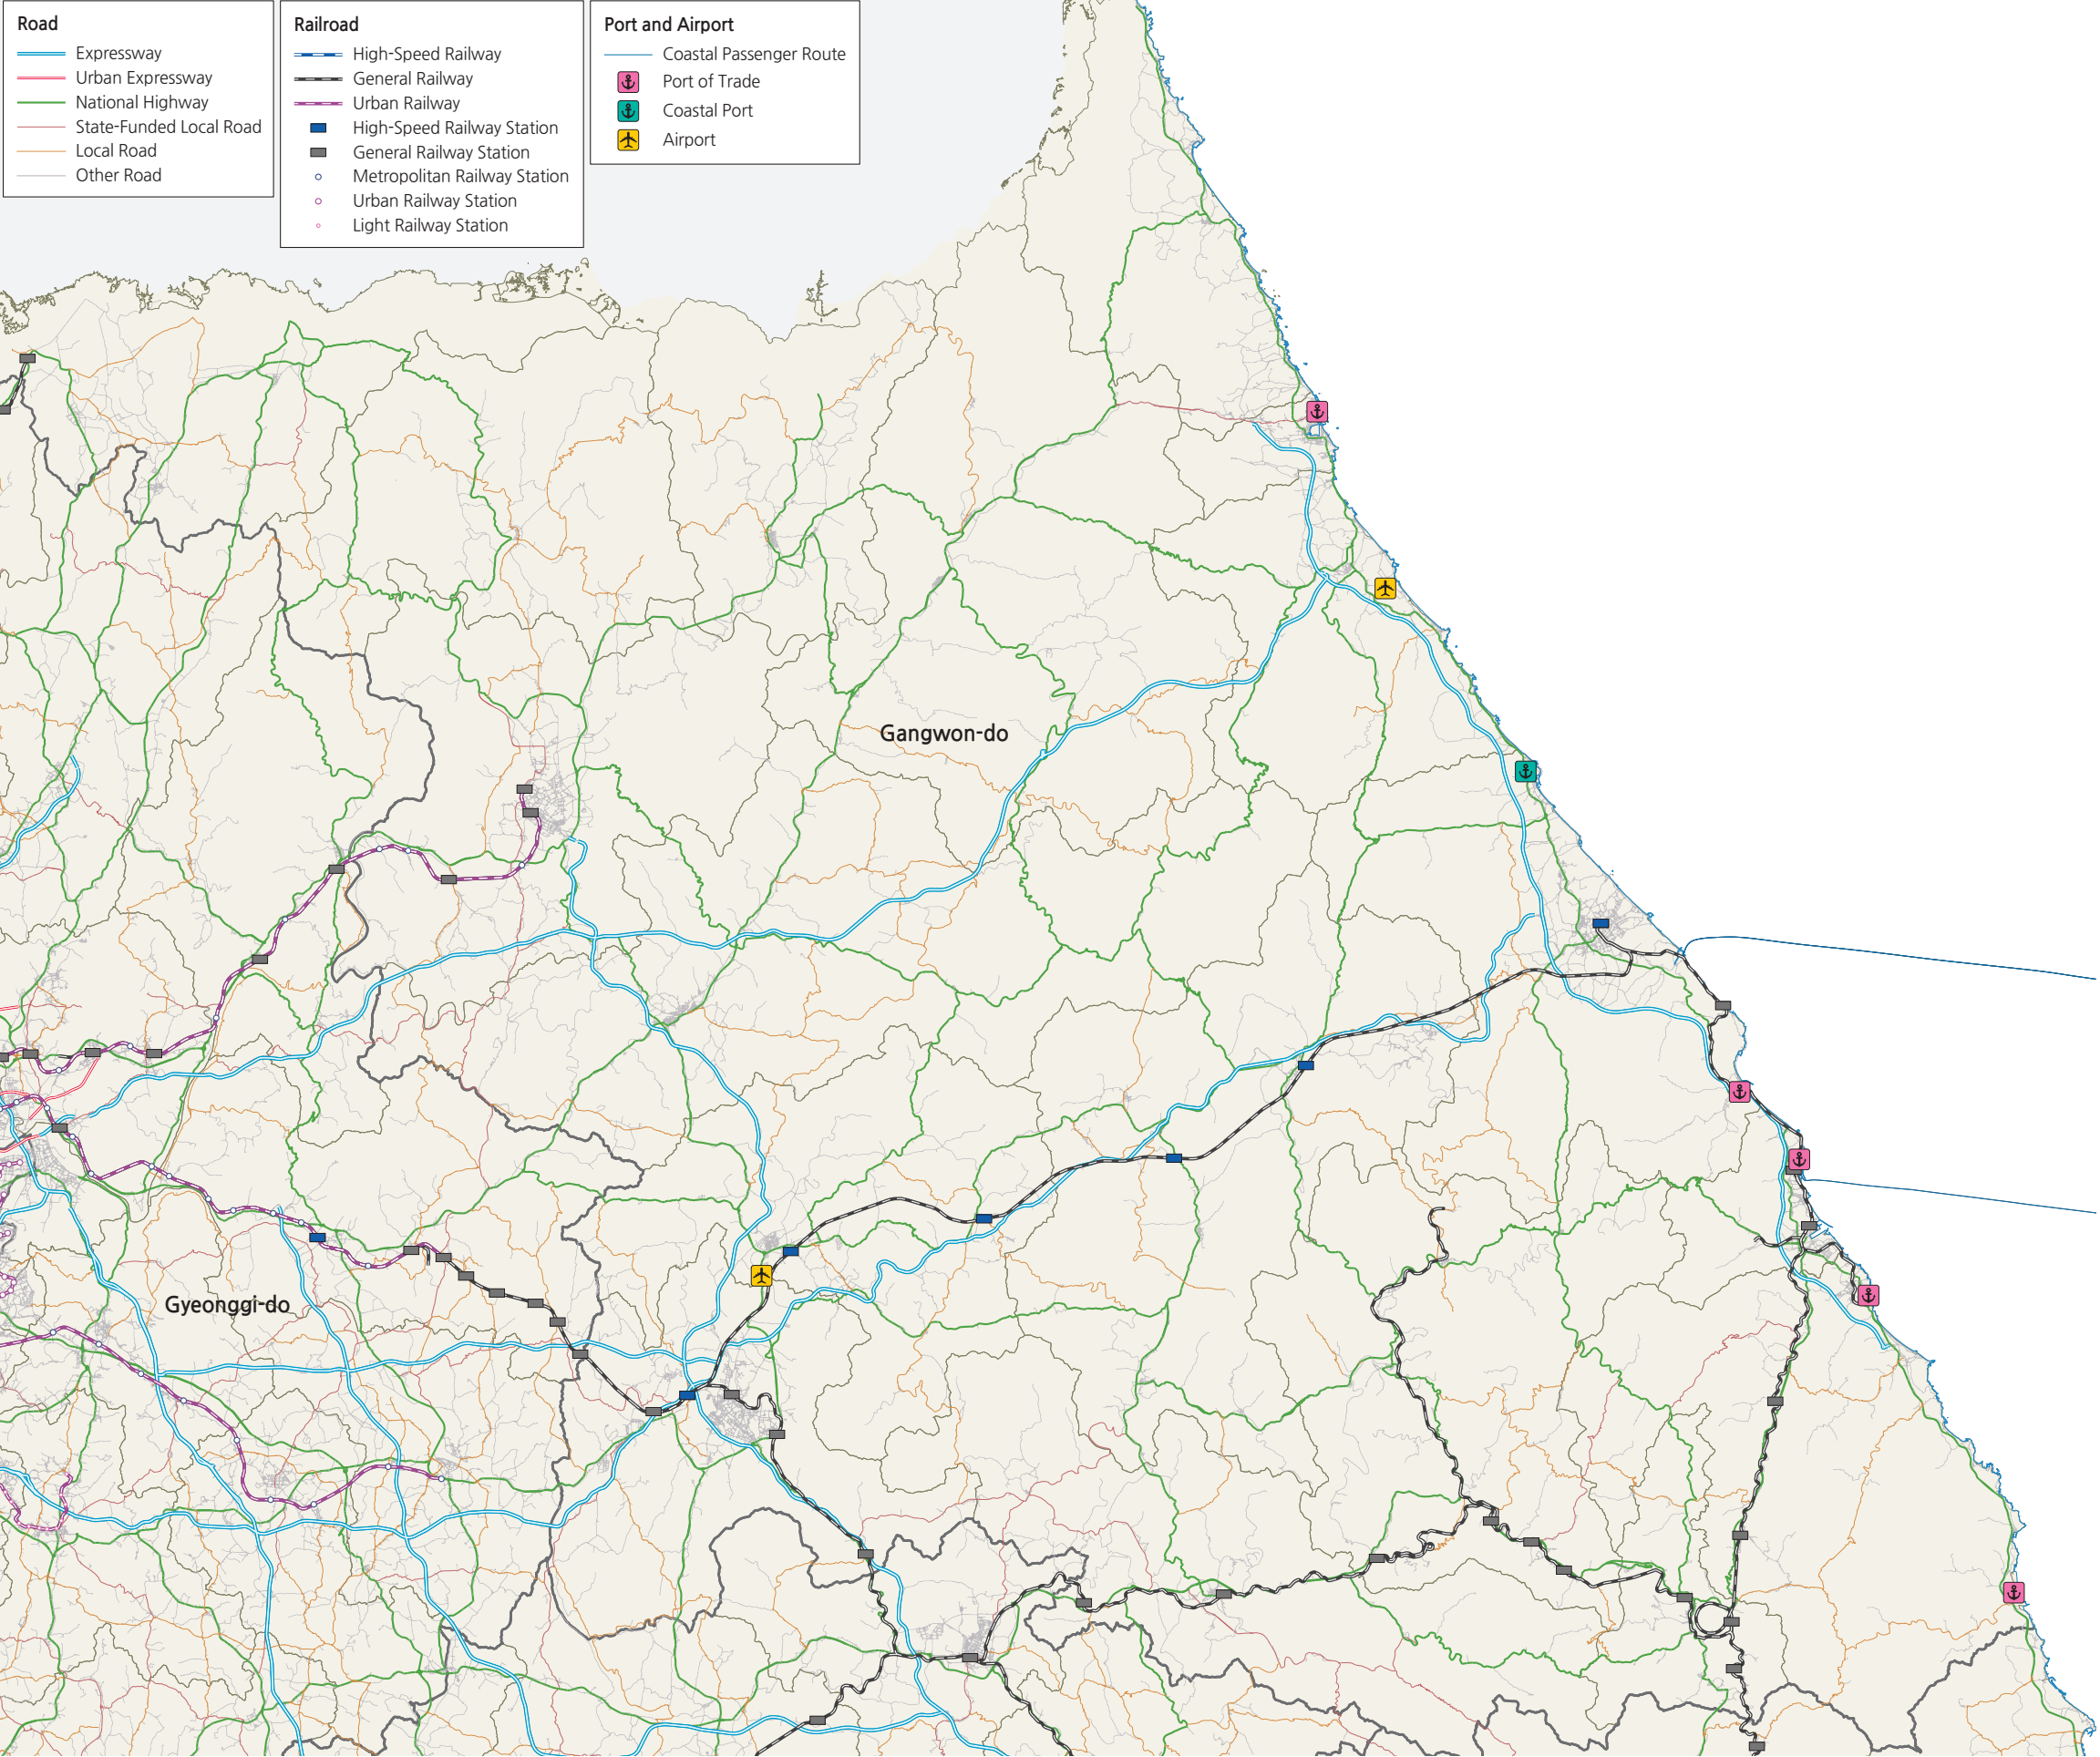 Road
Expressway
Urban Expressway
National Highway
State-Funded Local Road
Local Road
Other Road
Railroad
High-Speed Railway
General Railway
Urban Railway
High-Speed Railway Station
General Railway Station
Metropolitan Railway Station
Urban Railway Station
Light Railway Station
Port and Airport
Coastal Passenger Route
Port of Trade
Coastal Port
Airport
Gangwon-do
Gyeonggi-do